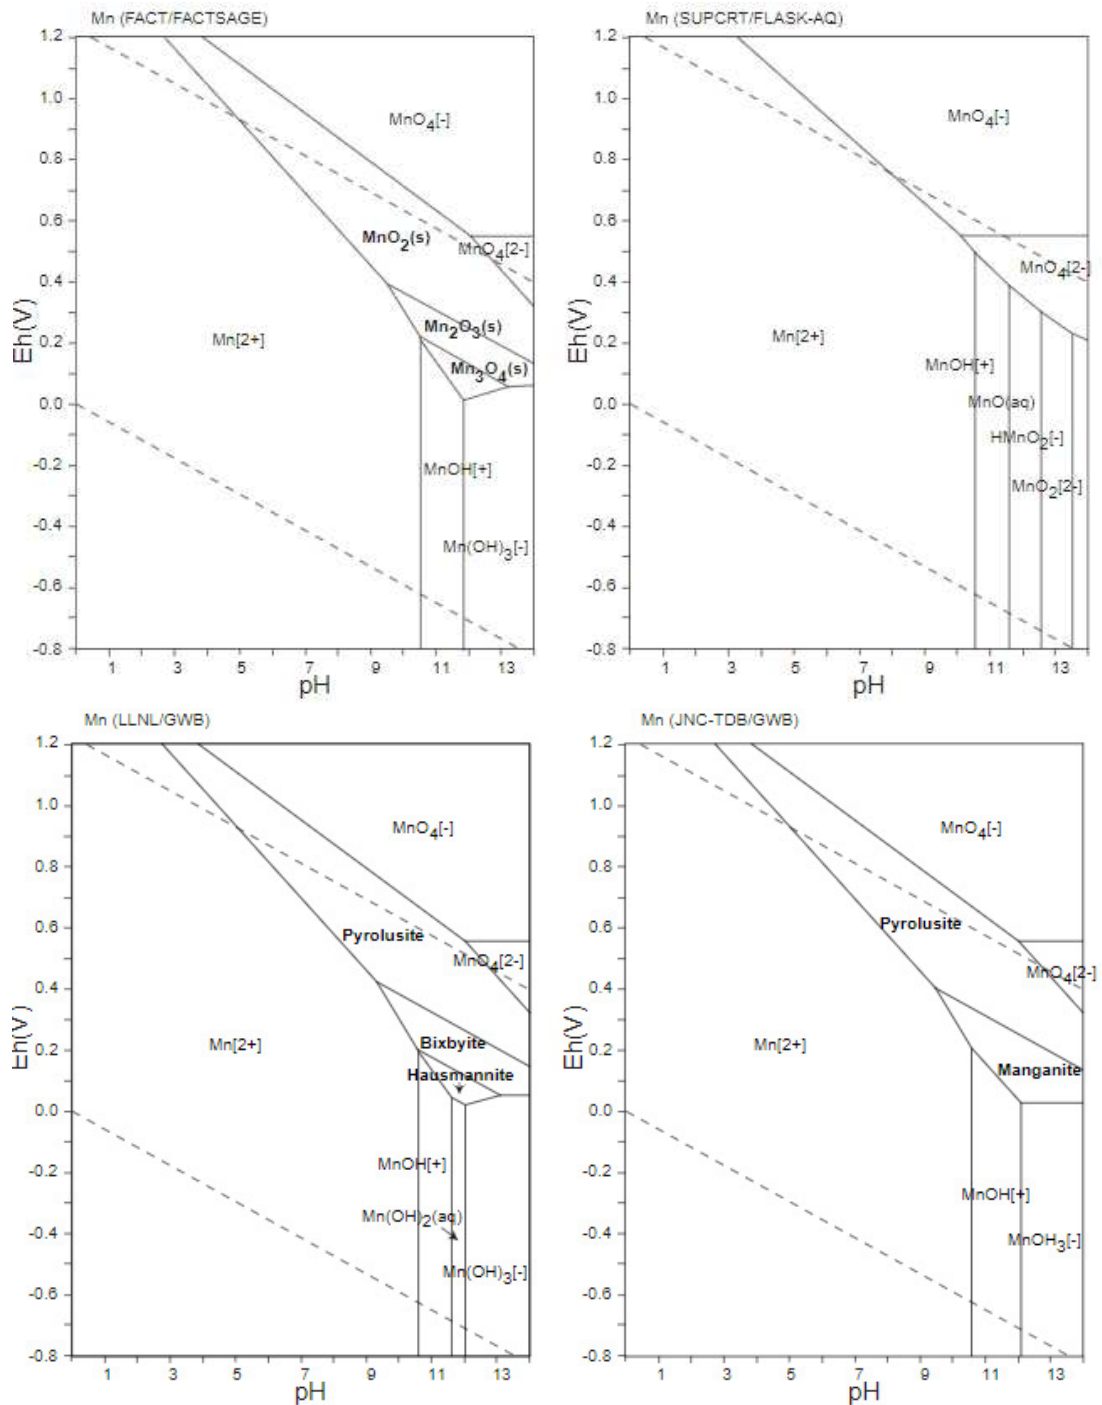 Mn (FACT/FACTSAGE)
1.2
1.0
0.8
0.6
0.4
0.2
0.0
-0.2
-0.4
-0.6
-0.8
Eh(V)
MnO4[-]
MnO2(s)
MnO4[2-]
Mn2O3(s)
Mn[2+]
Mn3O4(s)
MnOH[+]
Mn(OH)3[-]
1 3 5 7 9 11 13
pH
Mn (SUPCRT/FLASK-AQ)
1.2
1.0
0.8
0.6
0.4
0.2
0.0
-0.2
-0.4
-0.6
-0.8
Eh(V)
MnO4[-]
MnO4[2-]
Mn[2+]
MnOH[+]
MnO(aq)
HMnO2[-]
MnO2[2-]
1 3 5 7 9 11 13
pH
Mn (LLNL/GWB)
1.2
1.0
0.8
0.6
0.4
0.2
0.0
-0.2
-0.4
-0.6
-0.8
Eh(V)
MnO4[-]
Pyrolusite
MnO4[2-]
Mn[2+]
Bixbyite
Hausmannite
MnOH[+]
Mn(OH)2(aq)
Mn(OH)3[-]
1 3 5 7 9 11 13
pH
Mn (JNC-TDB/GWB)
1.2
1.0
0.8
0.6
0.4
0.2
0.0
-0.2
-0.4
-0.6
-0.8
Eh(V)
MnO4[-]
Pyrolusite
MnO4[2-]
Mn[2+]
Manganite
MnOH[+]
MnOH3[-]
1 3 5 7 9 11 13
pH